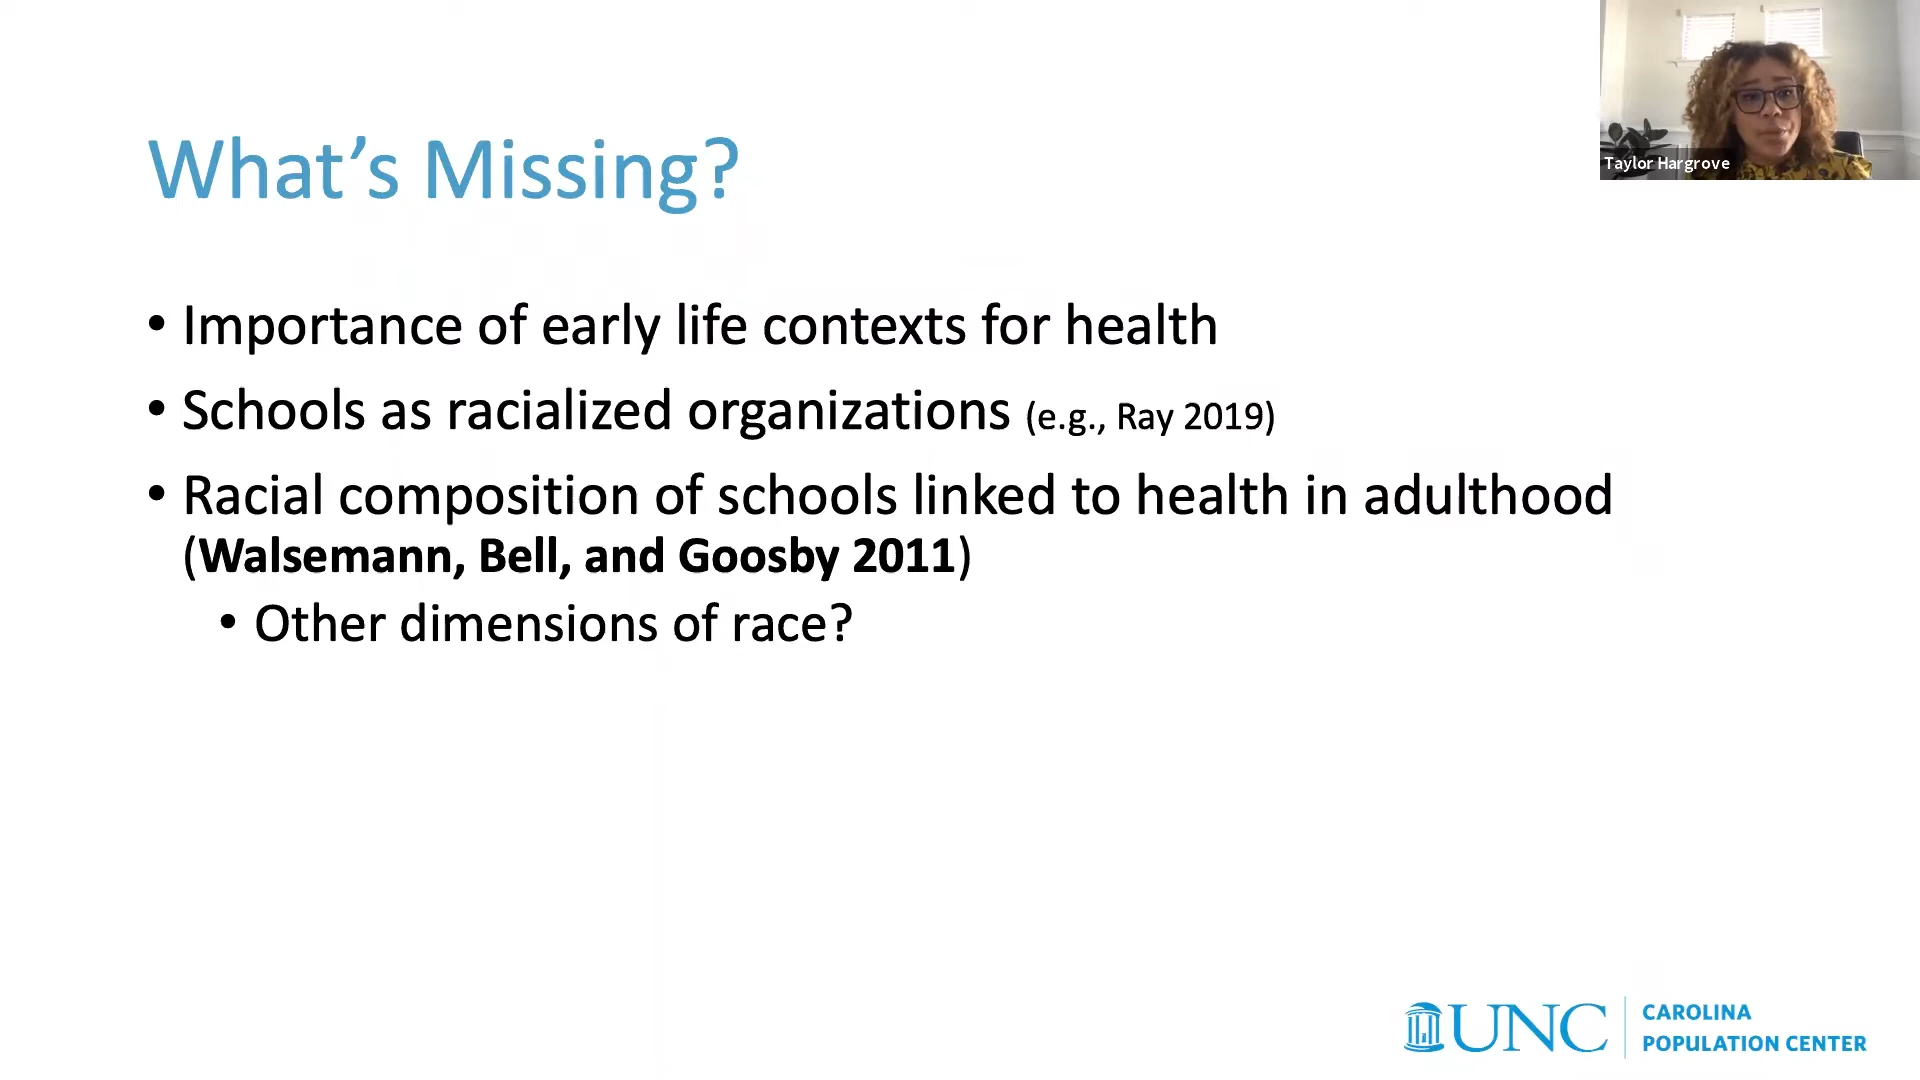 Taylor Hargrove
What’s Missing?
• Importance of early life contexts for health
• Schools as racialized organizations (e.g., Ray 2019)
• Racial composition of schools linked to health in adulthood
(Walsemann, Bell, and Goosby 2011)
• Other dimensions of race?
UNC
CAROLINA
POPULATION CENTER